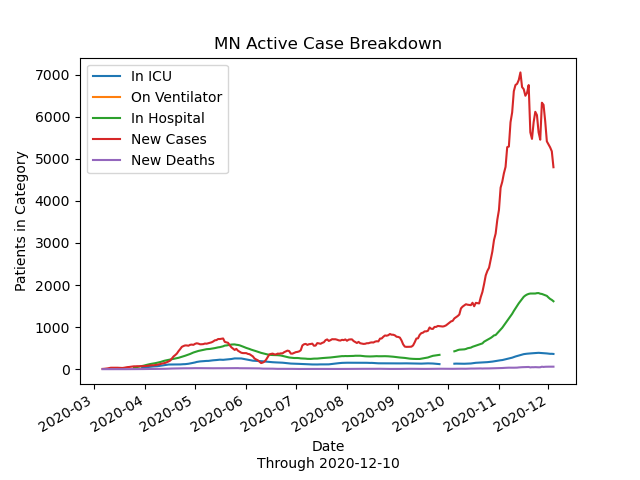 MN Active Case Breakdown
In ICU
On Ventilator
In Hospital
New Cases
New Deaths
Patients in Category
7000
6000
5000
4000
3000
2000
1000
0
2020-03
2020-04
2020-05
2020-06
2020-07
2020-08
2020-09
2020-10
2020-11
2020-12
Date
Through 2020-12-10